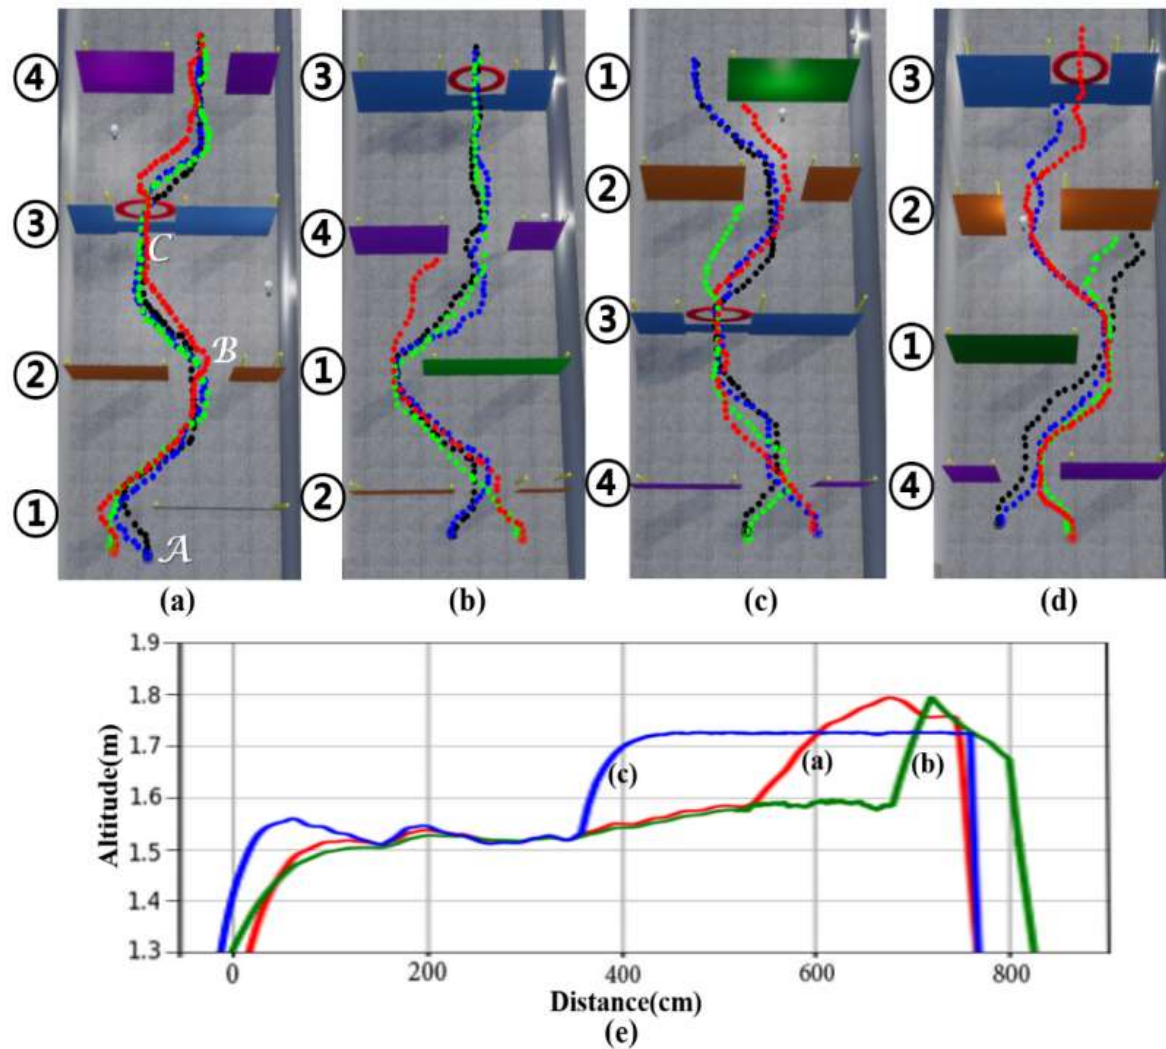 ④ ③ ② ①
A B C
(a)
③ ④ ① ②
(b)
① ② ③ ④
(c)
③ ② ① ④
(d)
1.9
1.8
1.7
1.6
1.5
1.4
1.3
Altitude(m)
(c) (a) (b)
0 200 400 600 800
Distance(cm)
(e)